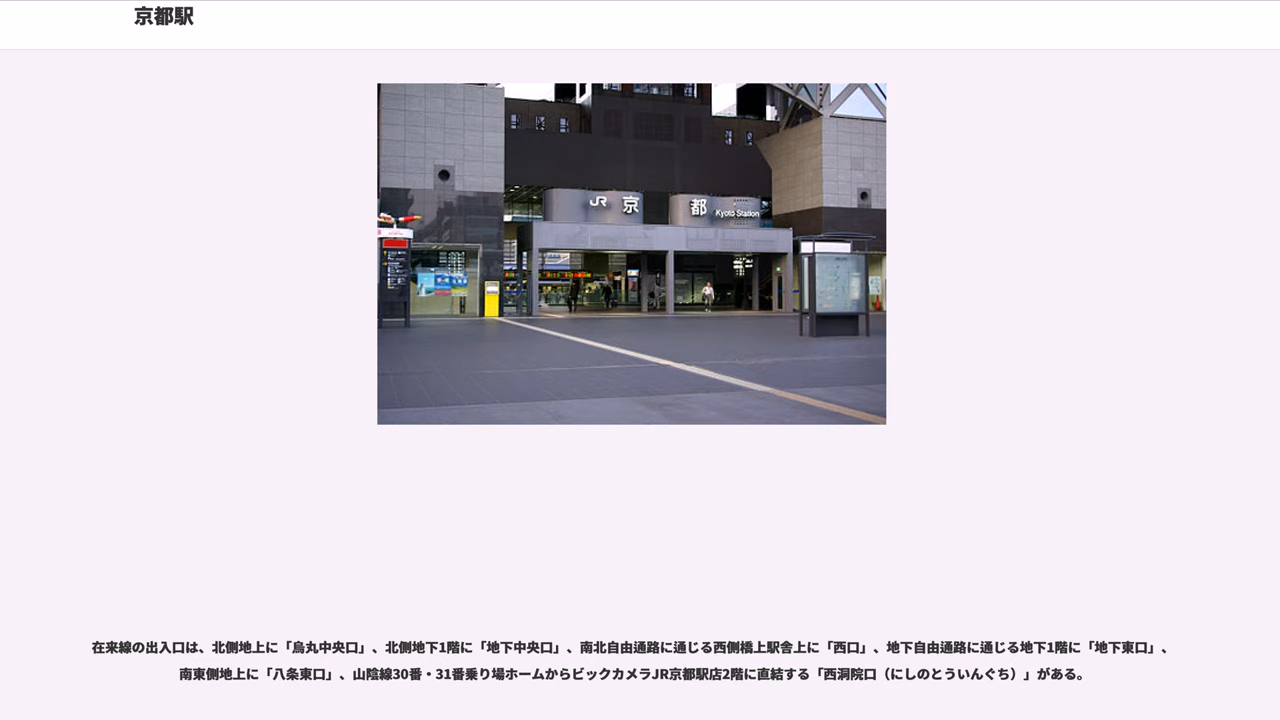 京都駅
JR 京 都 Kyoto Station
在来線の出入口は、北側地上に「烏丸中央口」、北側地下1階に「地下中央口」、南北自由通路に通じる西側橋上駅舎上に「西口」、地下自由通路に通じる地下1階に「地下東口」、
南東側地上に「八条東口」、山陰線30番・31番乗り場ホームからビックカメラJR京都駅店2階に直結する「西洞院口（にしのとういんぐち）」がある。